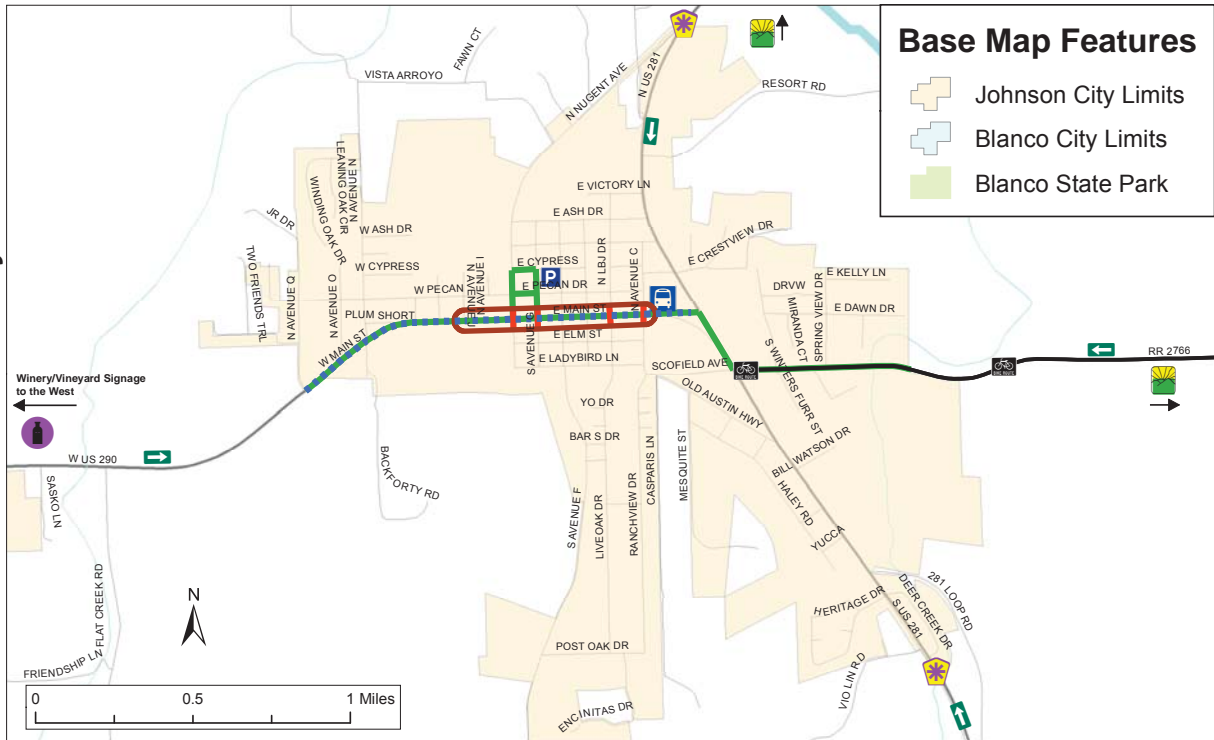 Base Map Features
Johnson City Limits
Blanco City Limits
Blanco State Park
FAWN CT
VISTA ARROYO
N NUGENT AVE
N US 281
RESORT RD
LEANING OAK CIR
N AVENUE N
WINDING OAK DR
JR DR
TWO FRIENDS TRL
N AVENUE Q
N AVENUE O
W ASH DR
W CYPRESS
W PECAN
PLUM SHORT
W MAIN ST
N AVENUE J
N AVENUE I
E VICTORY LN
E ASH DR
E CYPRESS
P
E PECAN DR
N LBJ DR
N AVENUE C
E MAIN ST
E ELM ST
S AVENUE G
E LADYBIRD LN
E CRESTVIEW DR
E KELLY LN
DRVW
MIRANDA CT
SPRING VIEW DR
E DAWN DR
SCOFIELD AVE
BIKE ROUTE
BIKE ROUTE
RR 2766
S WINTERS FURR ST
OLD AUSTIN HWY
BILL WATSON DR
Winery/Vineyard Signage
to the West
W US 290
SASKO LN
FLAT CREEK RD
FRIENDSHIP LN
BACKFORTY RD
YO DR
BAR S DR
S AVENUE F
LIVEOAK DR
RANCHVIEW DR
CASPARIS LN
MESQUITE ST
HALEY RD
YUCCA
HERITAGE DR
S US 281
DEER CREEK DR
281 LOOP RD
VIO LIN R D
POST OAK DR
ENCINITAS DR
N
0 0.5 1 Miles